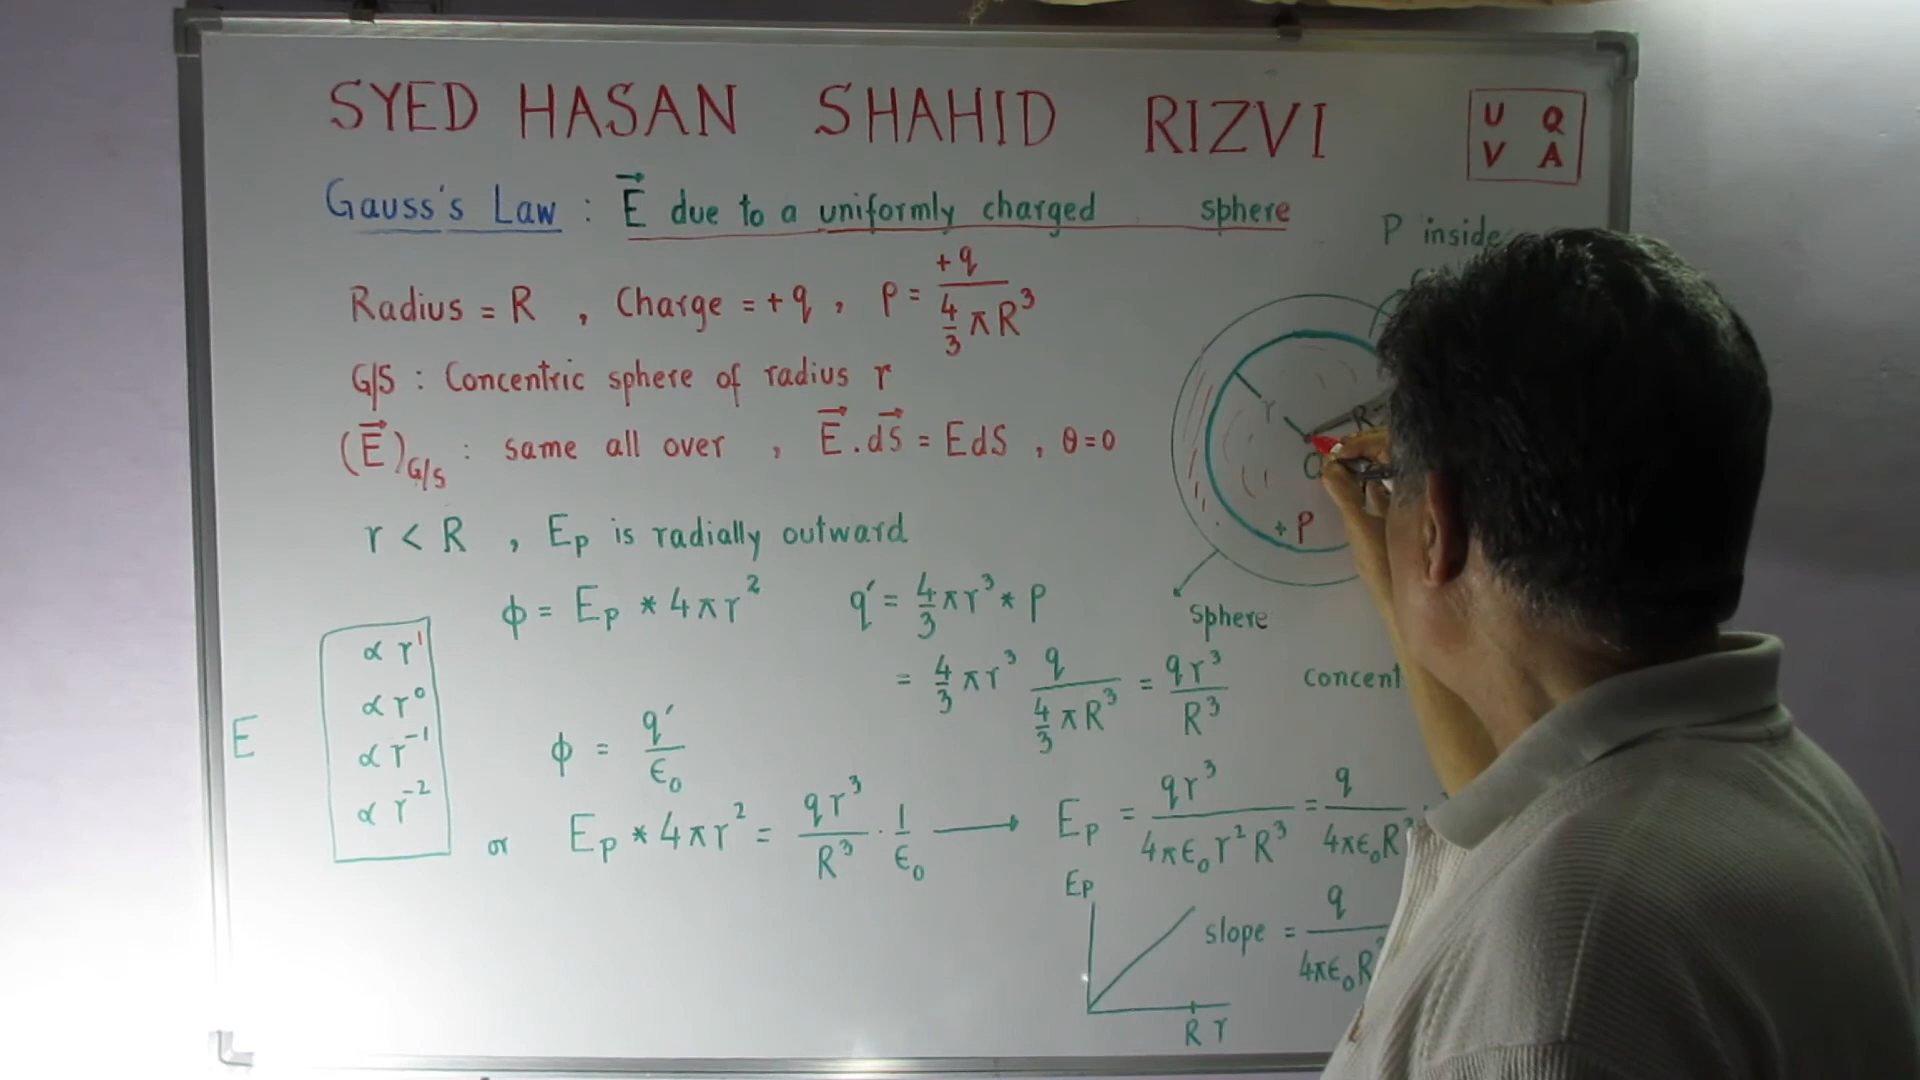 SYED HASAN SHAHID RIZVI
U Q
V A
Gauss's Law : E⃗ due to a uniformly charged sphere
P inside
Radius = R , Charge = + q , ρ = +q / (4/3 πR³)
G/S : Concentric sphere of radius r
(E⃗)G/S : same all over , E⃗.dS⃗ = EdS , θ=0
r
R
O
+ P
r < R , Eₚ is radially outward
ϕ = Eₚ * 4πr² q′ = 4/3 πr³ * ρ
sphere
= 4/3 πr³ q / (4/3 πR³) = qr³ / R³
E
∝ r¹
∝ r⁰
∝ r⁻¹
∝ r⁻²
ϕ = q′ / ϵ₀
or Eₚ * 4πr² = qr³ / R³ . 1 / ϵ₀ ⟶ Eₚ = qr³ / 4πϵ₀r²R³ = q / 4πϵ₀R
Eₚ
slope = q / 4πϵ₀R
R r